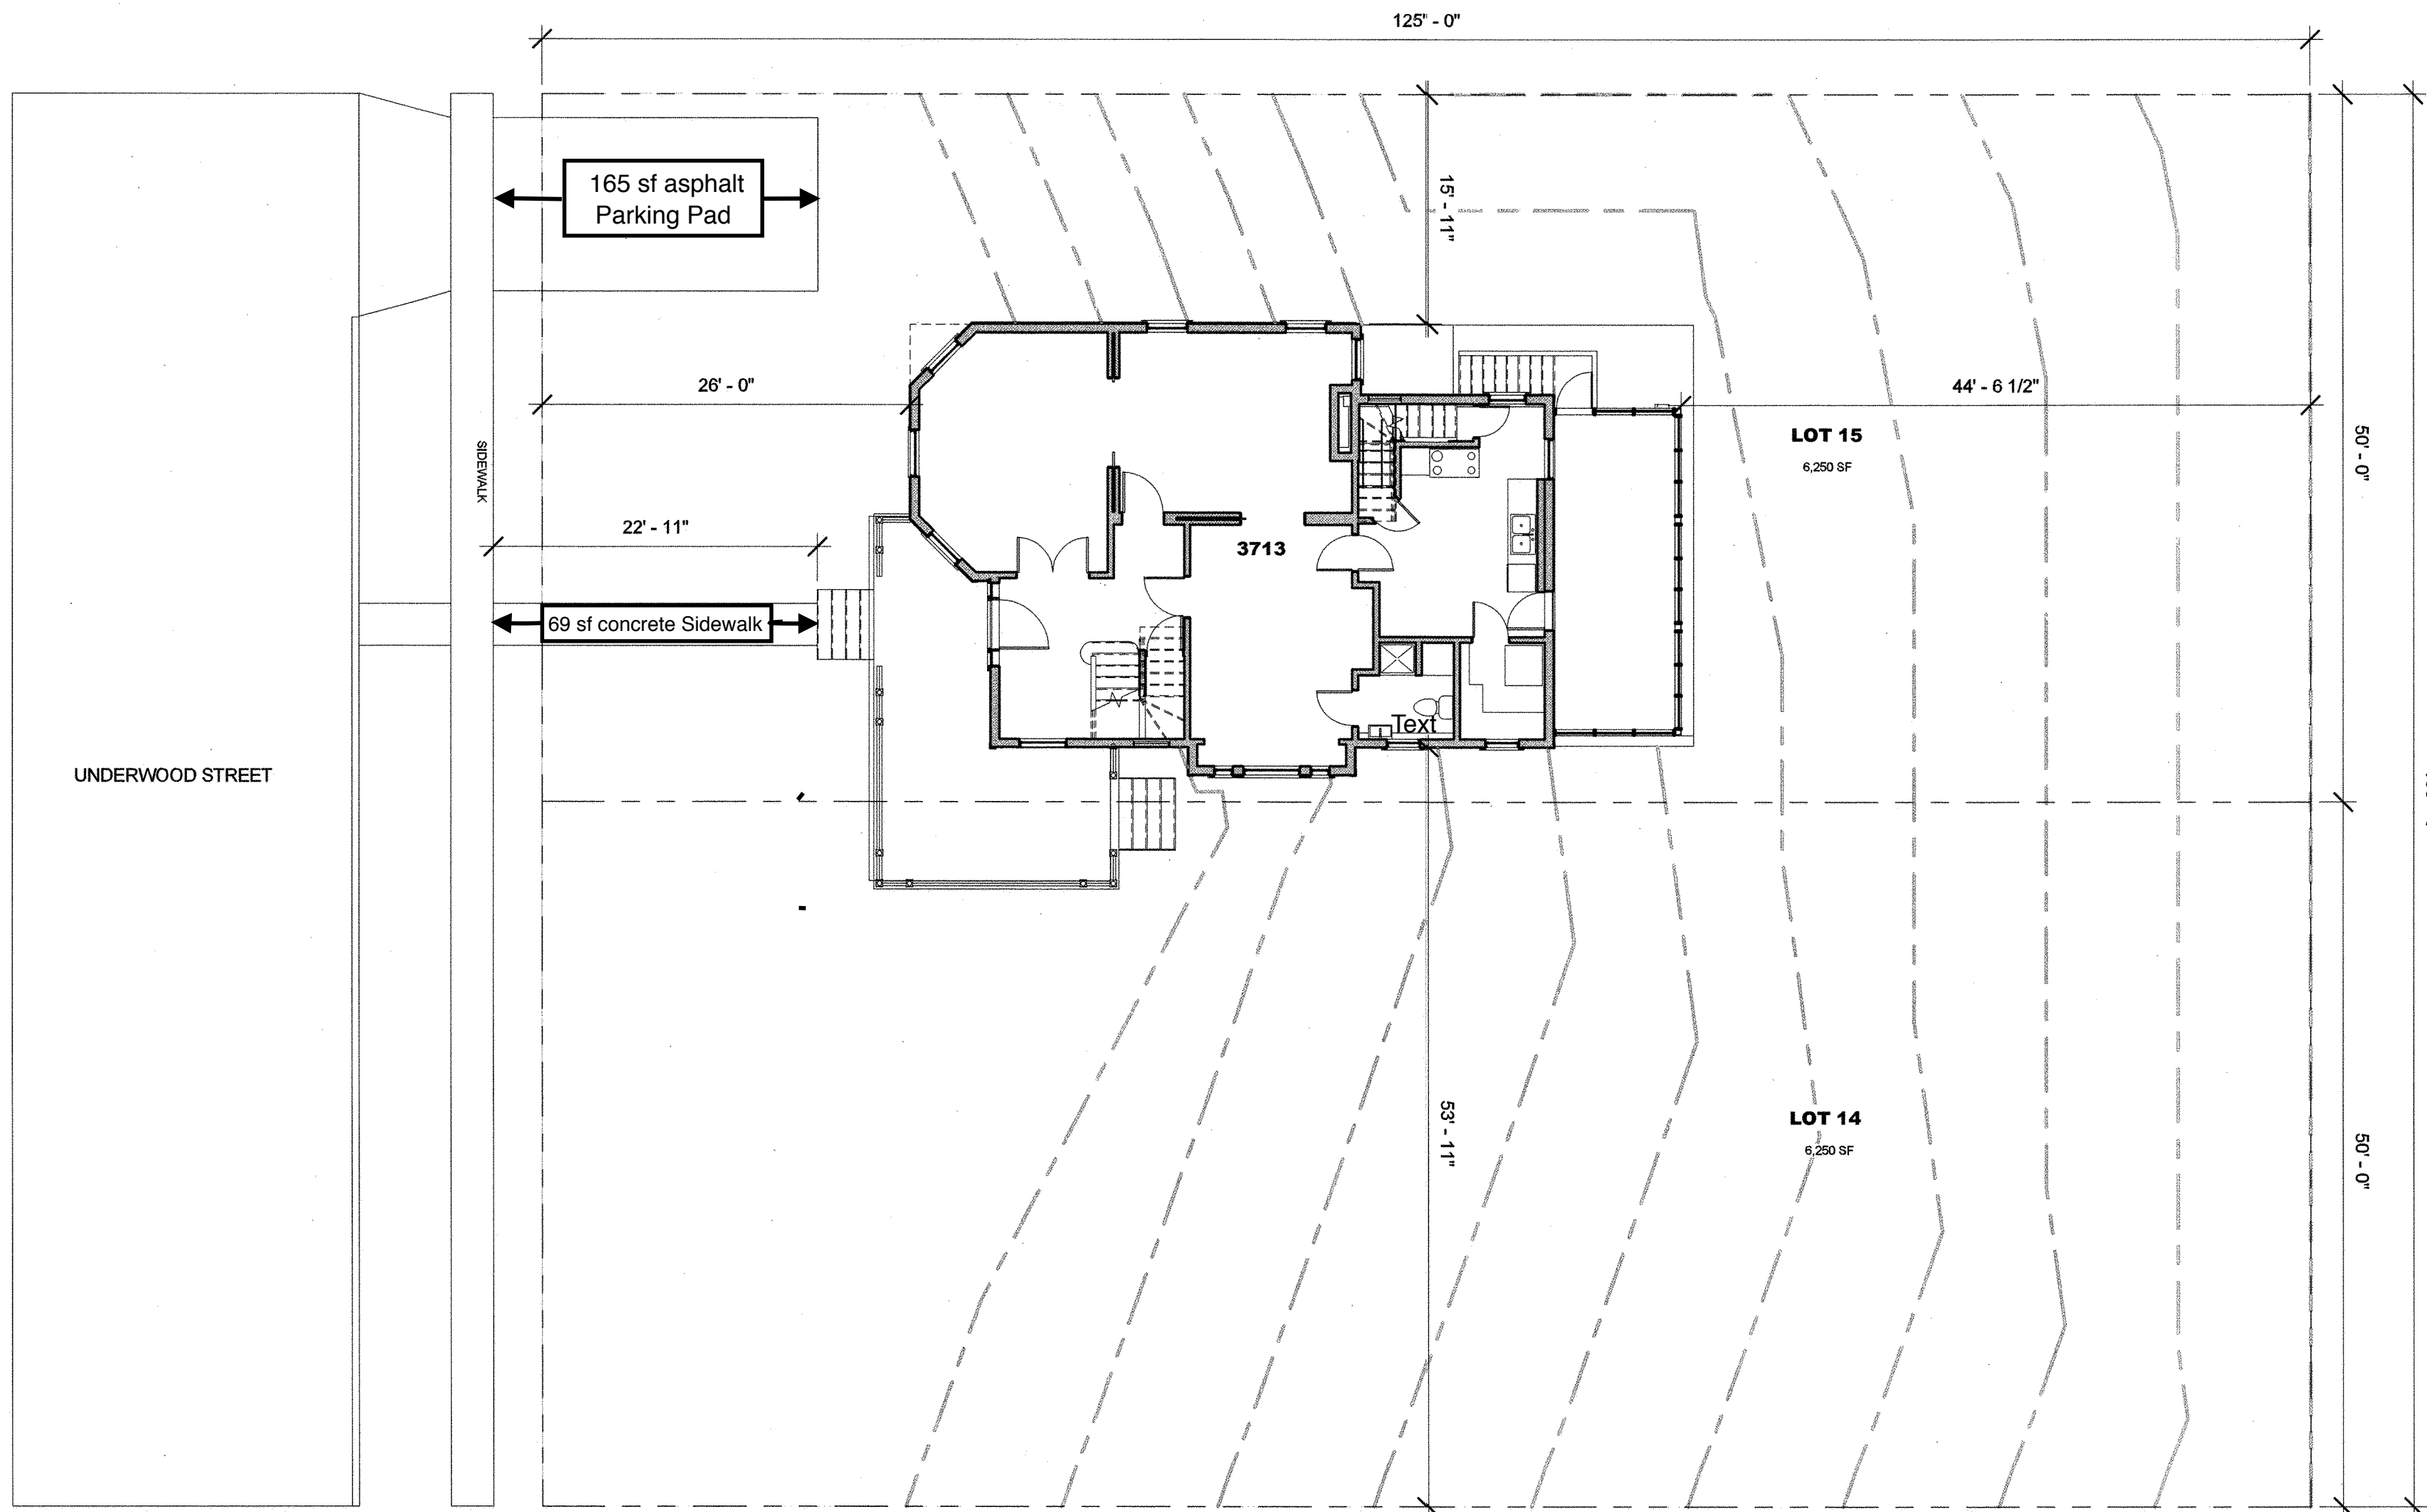 125' - 0"
165 sf asphalt
Parking Pad
15' - 11"
26' - 0"
44' - 6 1/2"
LOT 15
6,250 SF
50' - 0"
SIDEWALK
22' - 11"
3713
69 sf concrete Sidewalk
Text
UNDERWOOD STREET
53' - 11"
LOT 14
6,250 SF
50' - 0"